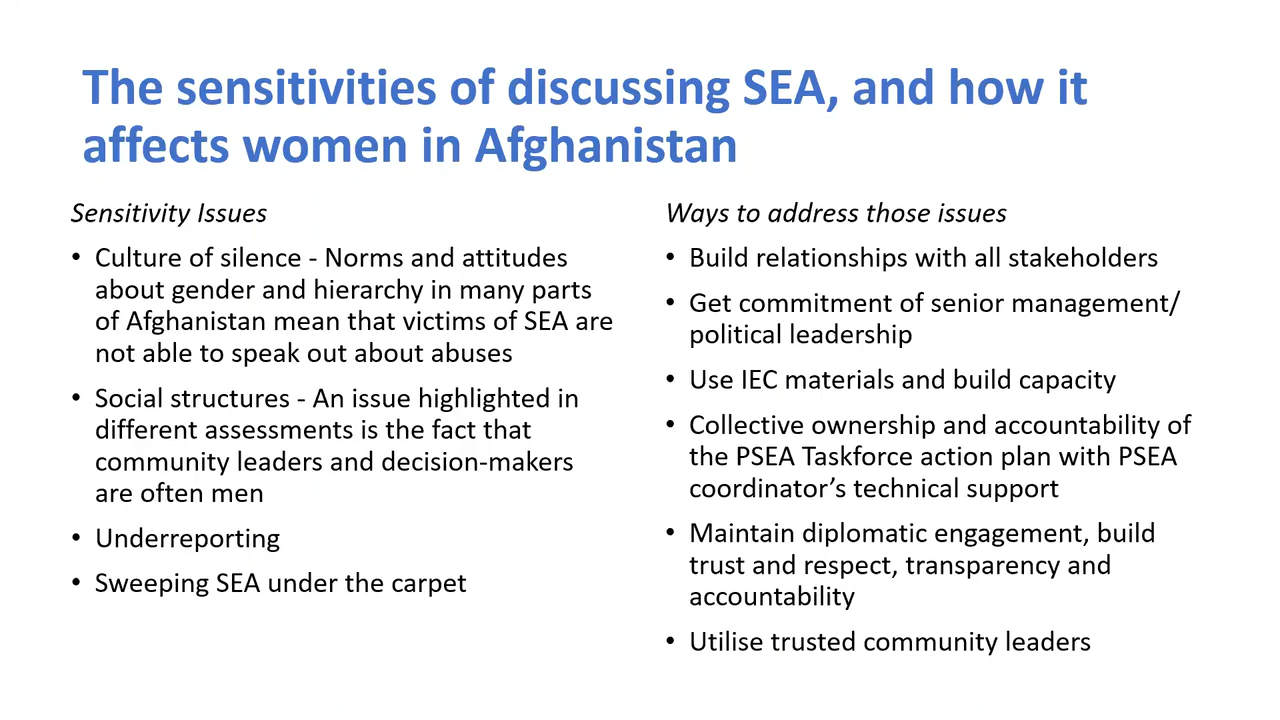 The sensitivities of discussing SEA, and how it
affects women in Afghanistan
Sensitivity Issues
• Culture of silence - Norms and attitudes
about gender and hierarchy in many parts
of Afghanistan mean that victims of SEA are
not able to speak out about abuses
• Social structures - An issue highlighted in
different assessments is the fact that
community leaders and decision-makers
are often men
• Underreporting
• Sweeping SEA under the carpet
Ways to address those issues
• Build relationships with all stakeholders
• Get commitment of senior management/
political leadership
• Use IEC materials and build capacity
• Collective ownership and accountability of
the PSEA Taskforce action plan with PSEA
coordinator’s technical support
• Maintain diplomatic engagement, build
trust and respect, transparency and
accountability
• Utilise trusted community leaders